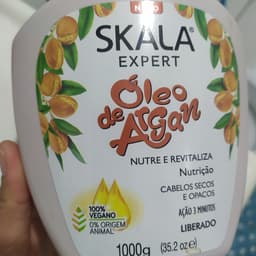 NOVO
SKALA®
EXPERT
Óleo
de Argan
NUTRE E REVITALIZA
Nutrição
CABELOS SECOS
E OPACOS
AÇÃO 3 MINUTOS
LIBERADO
100%
VEGANO
0% ORIGEM
ANIMAL
1000g (35.2 oz e)